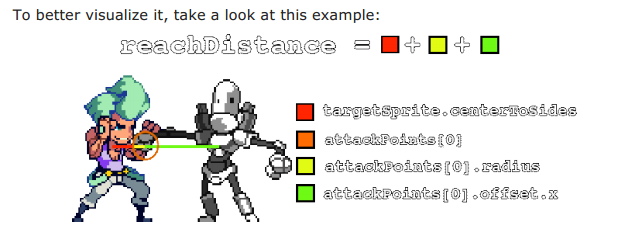 To better visualize it, take a look at this example:
reachDistance = + +
targetSprite.centerToSides
attackPoints[0]
attackPoints[0].radius
attackPoints[0].offset.x